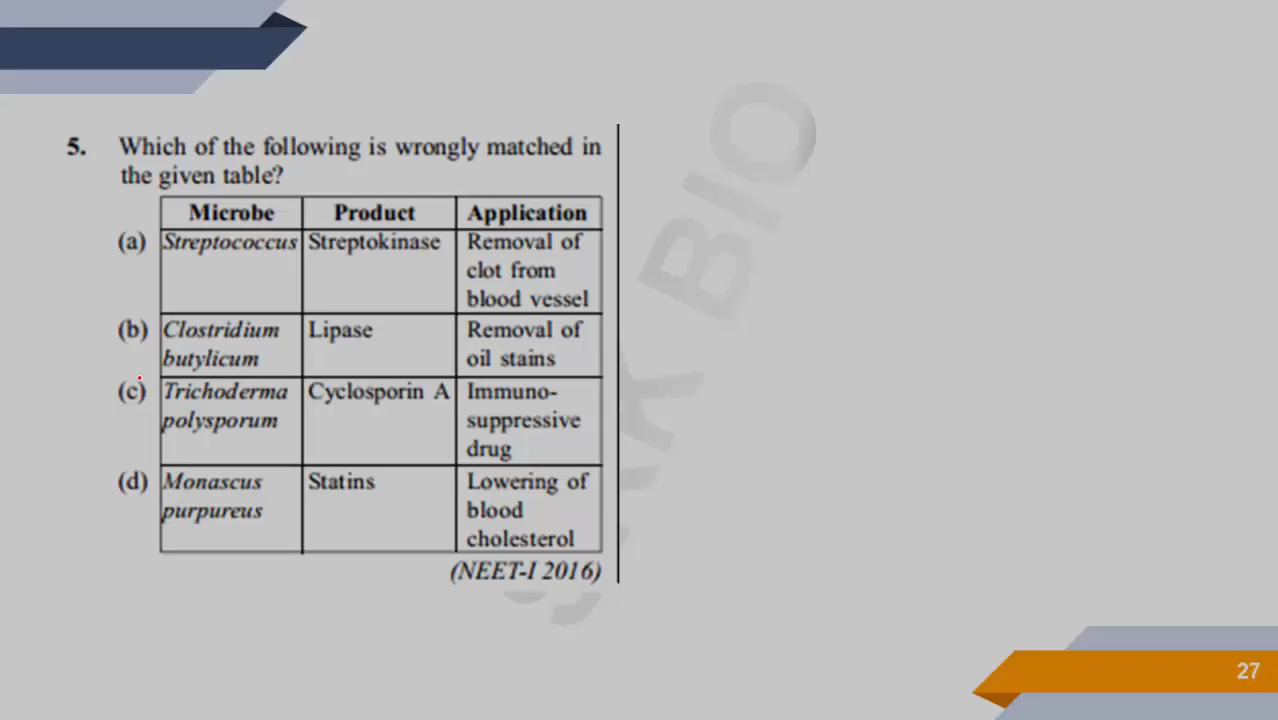 5. Which of the following is wrongly matched in
the given table?
Microbe Product Application
(a) Streptococcus Streptokinase Removal of
clot from
blood vessel
(b) Clostridium Lipase Removal of
butylicum oil stains
(c) Trichoderma Cyclosporin A Immuno-
polysporum suppressive
drug
(d) Monascus Statins Lowering of
purpureus blood
cholesterol
(NEET-I 2016)
BIO
27